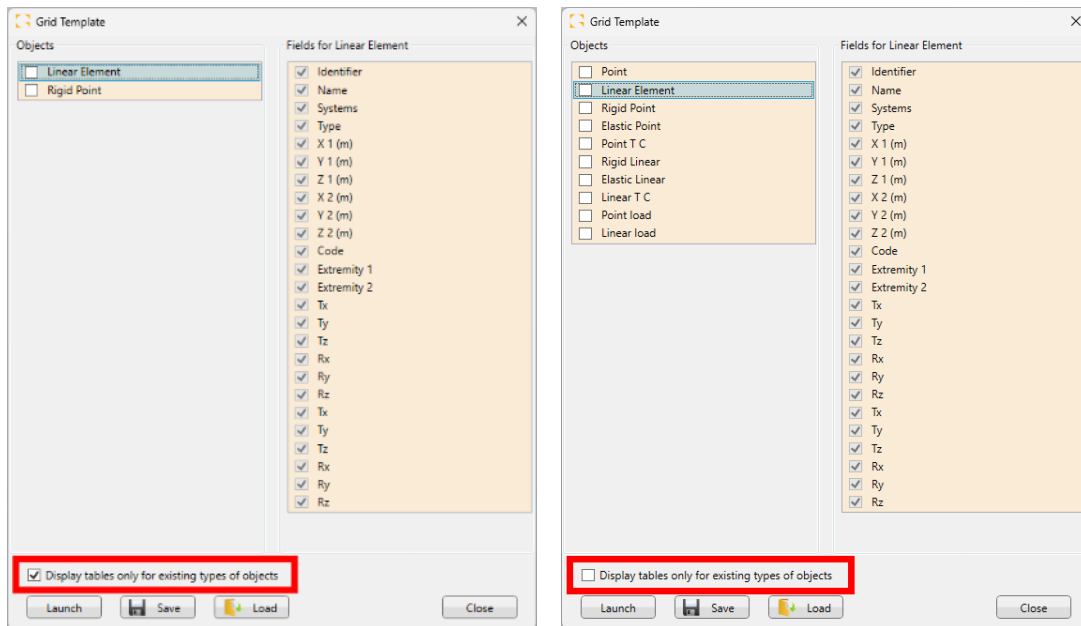 Grid Template
Objects
Linear Element
Rigid Point
Fields for Linear Element
Identifier
Name
Systems
Type
X 1 (m)
Y 1 (m)
Z 1 (m)
X 2 (m)
Y 2 (m)
Z 2 (m)
Code
Extremity 1
Extremity 2
Tx
Ty
Tz
Rx
Ry
Rz
Tx
Ty
Tz
Rx
Ry
Rz
Display tables only for existing types of objects
Launch Save Load Close
Grid Template
Objects
Point
Linear Element
Rigid Point
Elastic Point
Point T C
Rigid Linear
Elastic Linear
Linear T C
Point load
Linear load
Fields for Linear Element
Identifier
Name
Systems
Type
X 1 (m)
Y 1 (m)
Z 1 (m)
X 2 (m)
Y 2 (m)
Z 2 (m)
Code
Extremity 1
Extremity 2
Tx
Ty
Tz
Rx
Ry
Rz
Tx
Ty
Tz
Rx
Ry
Rz
Display tables only for existing types of objects
Launch Save Load Close